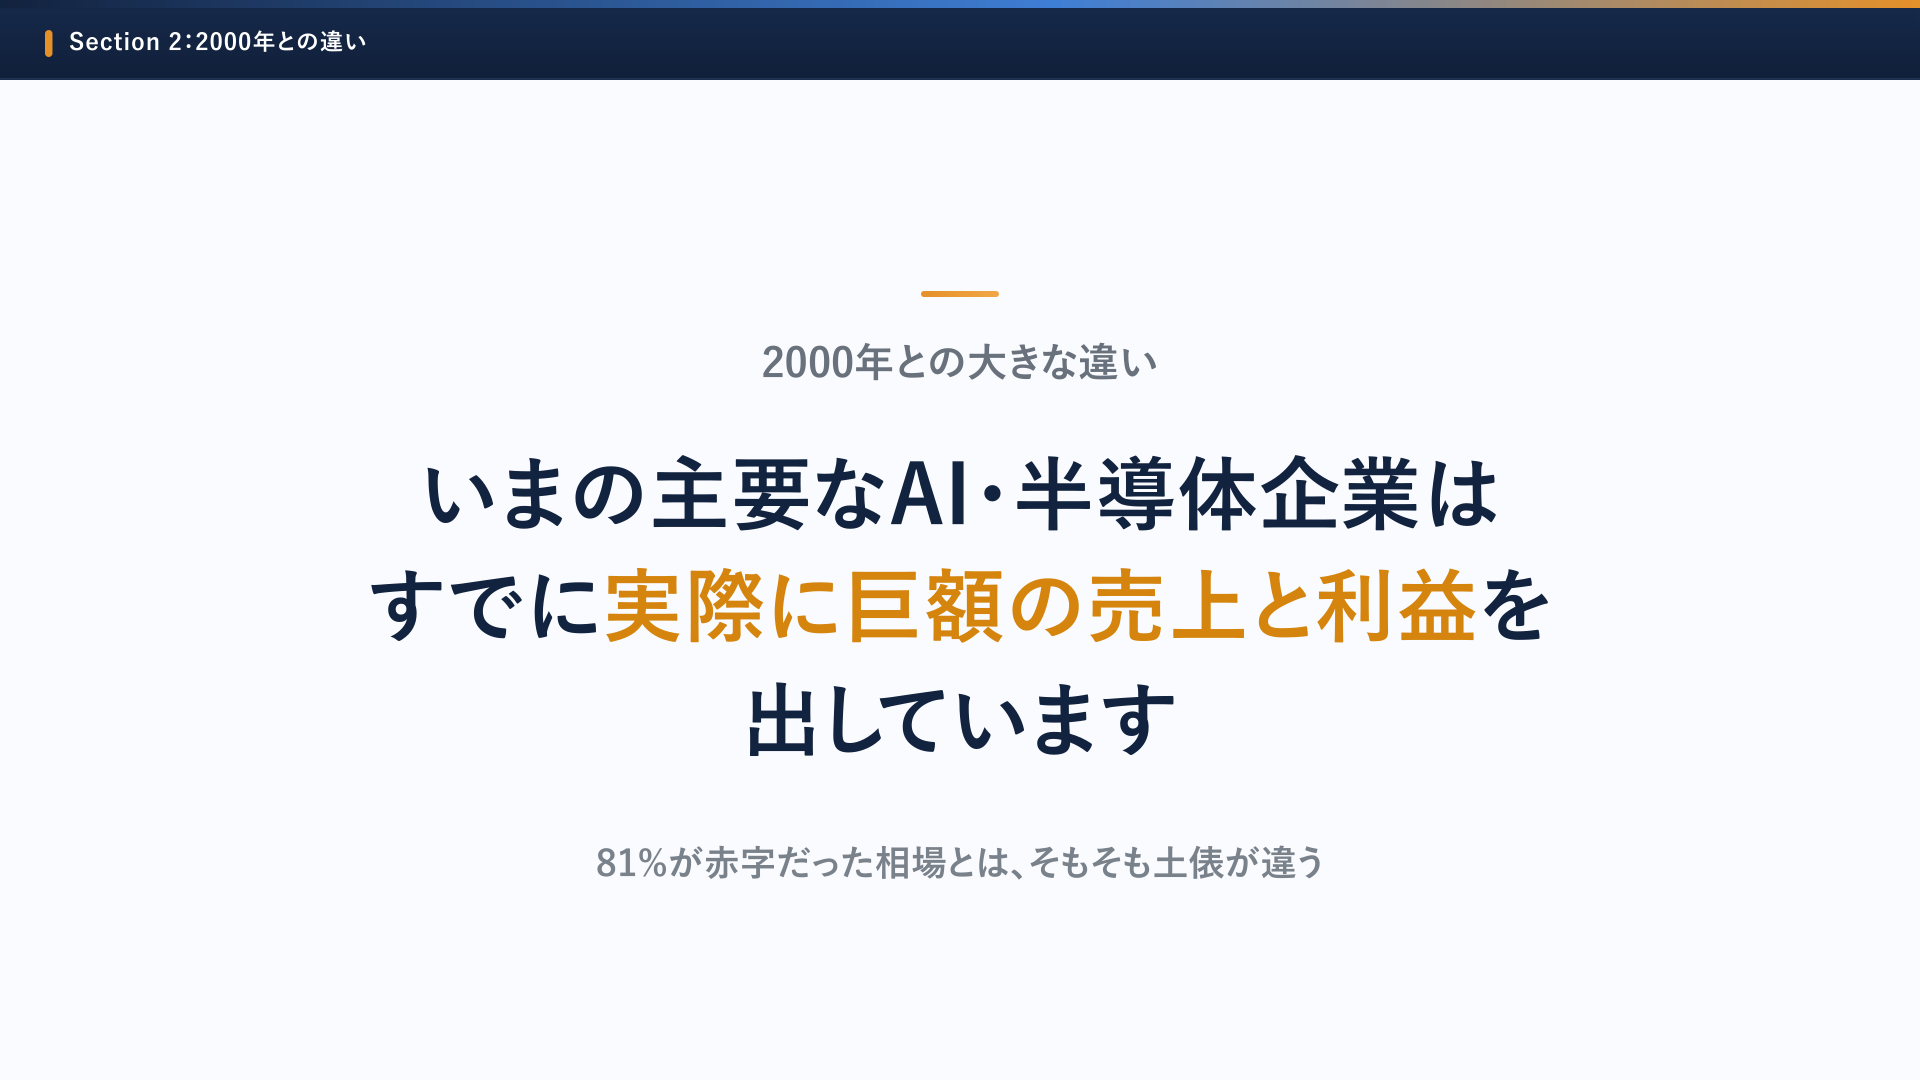 Section 2：2000年との違い
2000年との大きな違い
いまの主要なAI・半導体企業は
すでに実際に巨額の売上と利益を
出しています
81%が赤字だった相場とは、そもそも土俵が違う